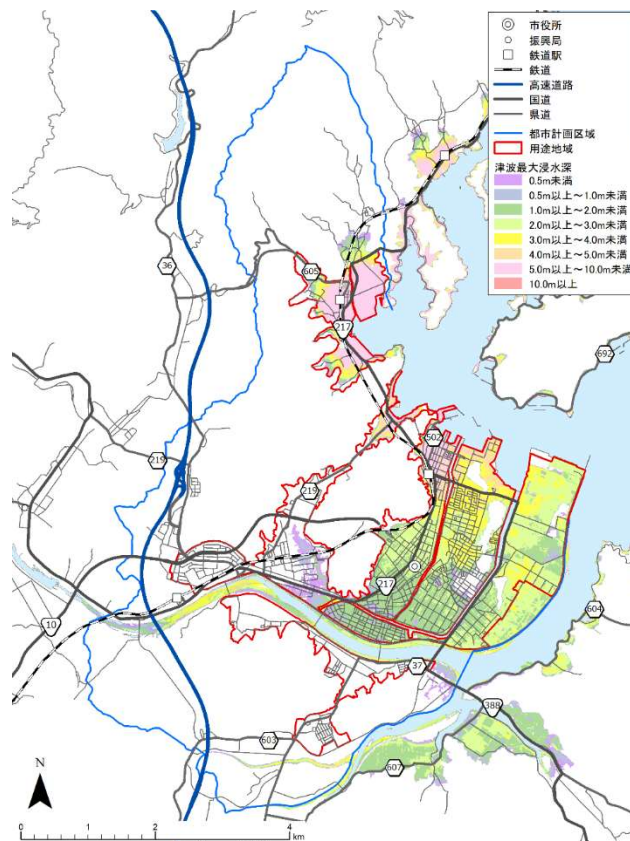 市役所
振興局
鉄道駅
鉄道
高速道路
国道
県道
都市計画区域
用途地域
津波最大浸水深
0.5m未満
0.5m以上～1.0m未満
1.0m以上～2.0m未満
2.0m以上～3.0m未満
3.0m以上～4.0m未満
4.0m以上～5.0m未満
5.0m以上～10.0m未満
10.0m以上
36
605
217
692
502
219
219
217
604
10
37
388
603
607
N
0 1 2 4
km